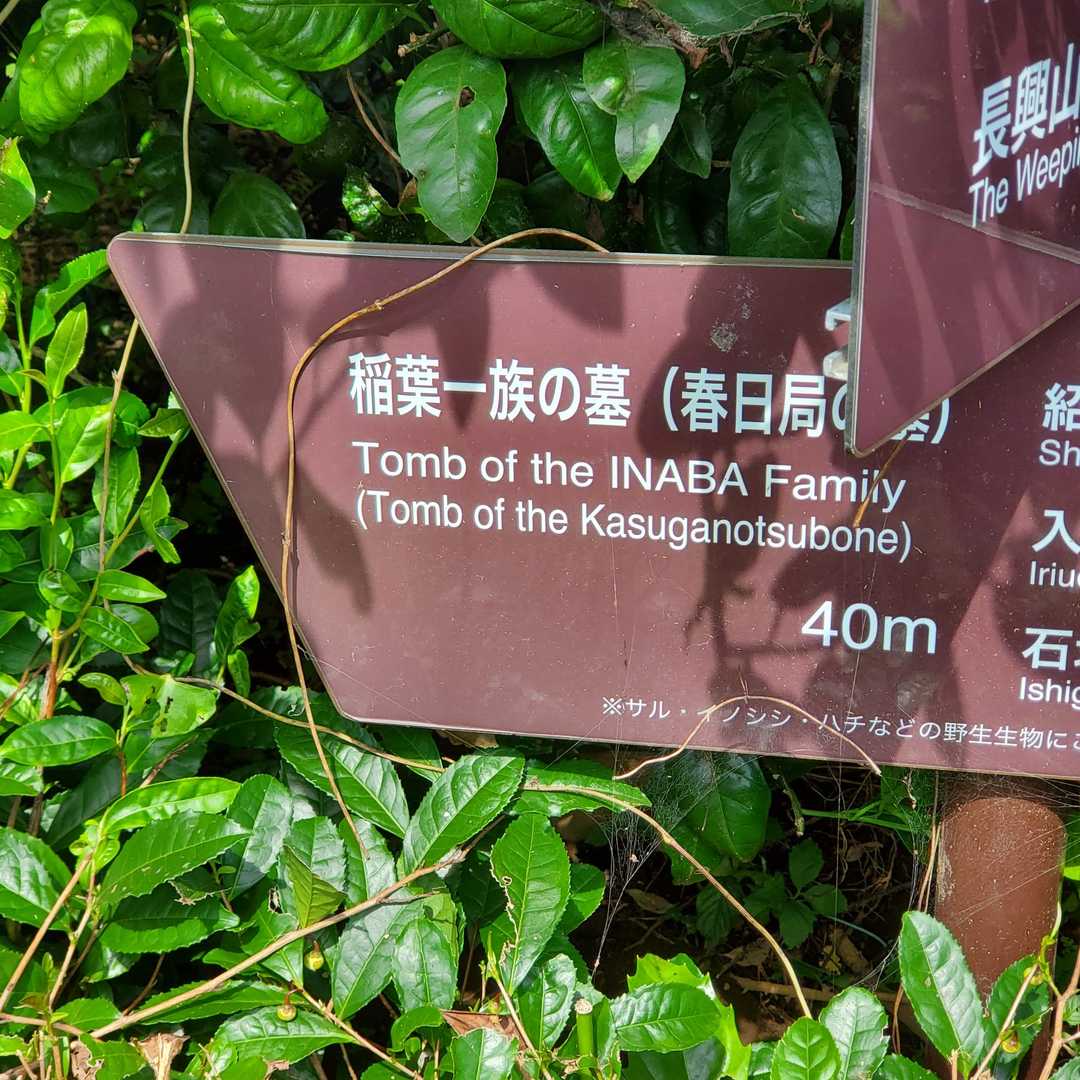 長興山
The
稲葉一族の墓（春日局の墓）
Tomb of the INABA Family
(Tomb of the Kasuganotsubone)
40m
※サル・イノシシ・ハチなどの野生生物に
紹
入
石